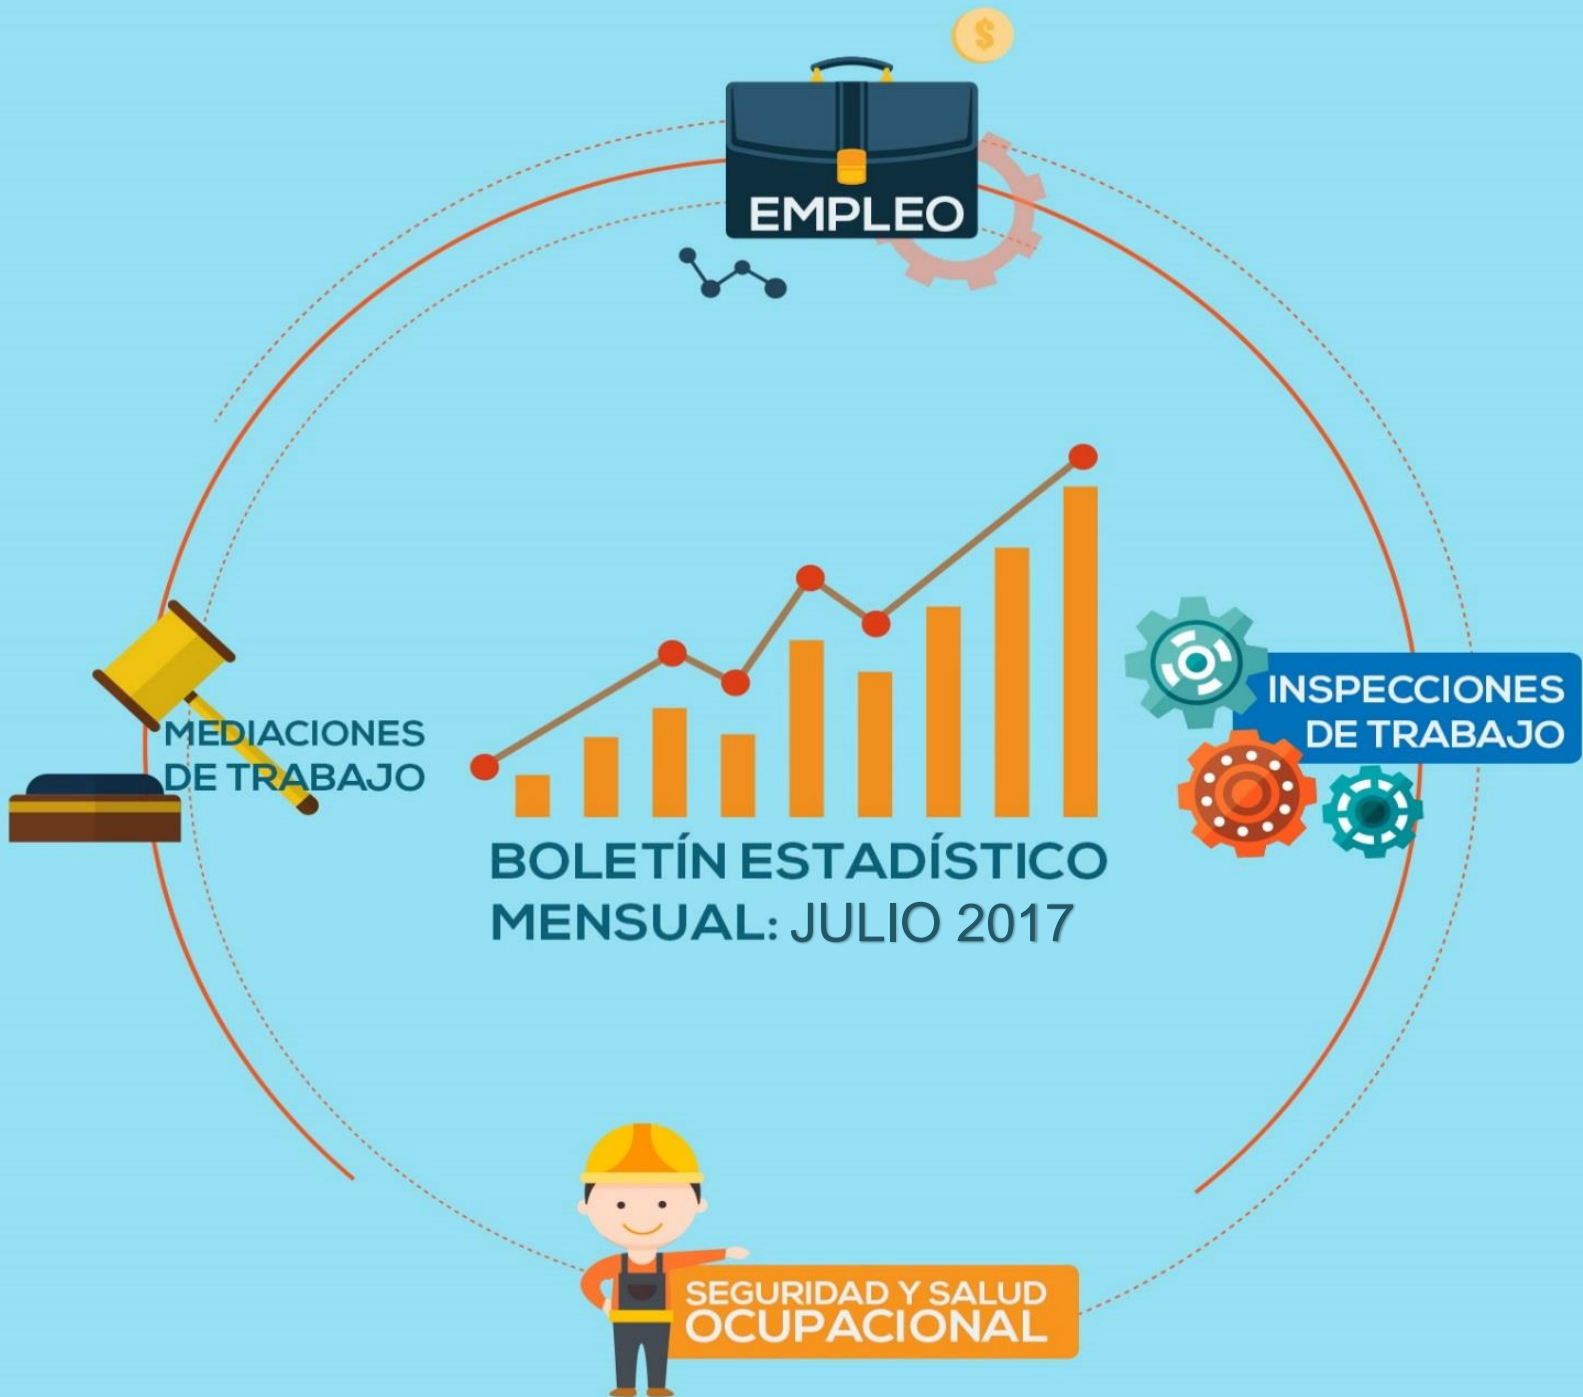 $
EMPLEO
INSPECCIONES
DE TRABAJO
MEDIACIONES
DE TRABAJO
BOLETÍN ESTADÍSTICO
MENSUAL: JULIO 2017
SEGURIDAD Y SALUD
OCUPACIONAL